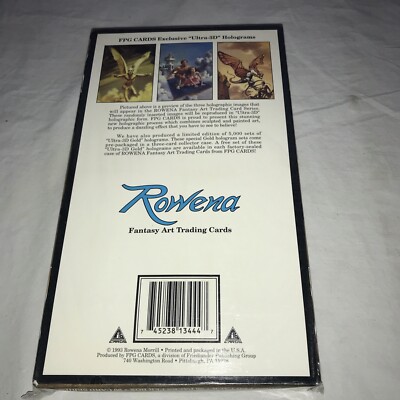 FPG CARDS Exclusive "Ultra-3D" Holograms
Pictured above is a preview of the three holographic images that
will appear in the ROWENA Fantasy Art Trading Card Series.
These randomly inserted images will be reproduced in "Ultra-3D"
holographic form. FPG CARDS is proud to present this stunning
new holographic process which combines sculpted and painted art,
to produce a dazzling effect that you have to see to believe!
We have also produced a limited edition of 5,000 sets of
"Ultra-3D Gold" holograms. These special Gold hologram sets come
pre-packaged in a three-card collector case. A free set of these
"Ultra-3D Gold" holograms are available in each factory-sealed
case of ROWENA Fantasy Art Trading Cards from FPG CARDS!
Rowena
Fantasy Art Trading Cards
7 45238 13444 7
© 1993 Rowena Morrill • Printed and packaged in the U.S.A.
Produced by FPG CARDS, a division of Friedlander Publishing Group
740 Washington Road • Pittsburgh, PA